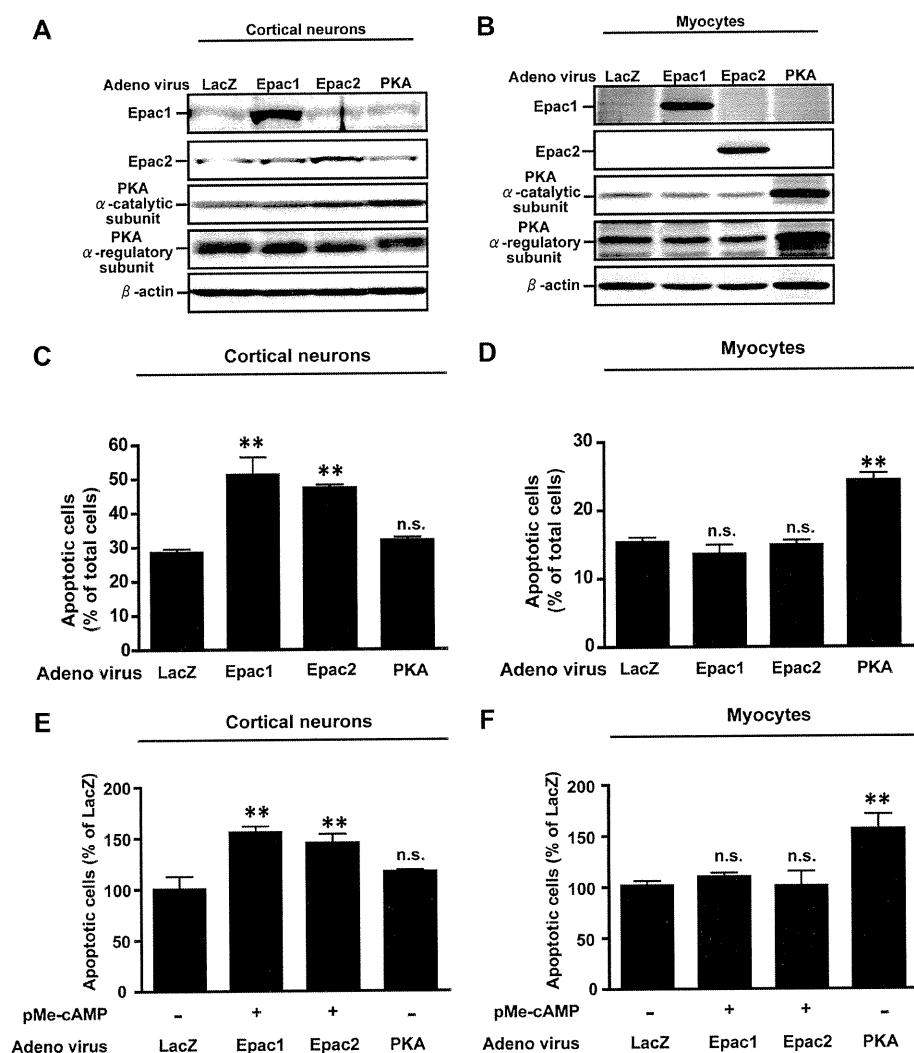 A
Cortical neurons
Adeno virus LacZ Epac1 Epac2 PKA
Epac1
Epac2
PKA
α-catalytic
subunit
PKA
α-regulatory
subunit
β-actin
B
Myocytes
Adeno virus LacZ Epac1 Epac2 PKA
Epac1
Epac2
PKA
α-catalytic
subunit
PKA
α-regulatory
subunit
β-actin
C
Cortical neurons
Apoptotic cells
(% of total cells)
60
50
40
30
20
10
0
** ** n.s.
Adeno virus LacZ Epac1 Epac2 PKA
D
Myocytes
Apoptotic cells
(% of total cells)
30
20
10
0
n.s. n.s. **
Adeno virus LacZ Epac1 Epac2 PKA
E
Cortical neurons
Apoptotic cells (% of LacZ)
200
150
100
50
0
** ** n.s.
pMe-cAMP - + + -
Adeno virus LacZ Epac1 Epac2 PKA
F
Myocytes
Apoptotic cells (% of LacZ)
200
150
100
50
0
n.s. n.s. **
pMe-cAMP - + + -
Adeno virus LacZ Epac1 Epac2 PKA